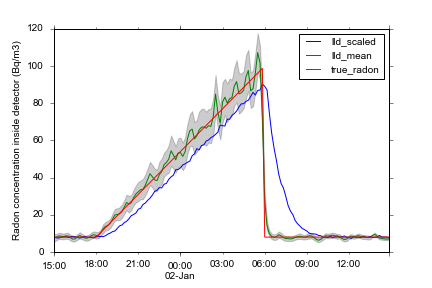 120
100
80
60
40
20
0
Radon concentration inside detector (Bq/m3)
lld_scaled
lld_mean
true_radon
15:00 18:00 21:00 00:00 03:00 06:00 09:00 12:00
02-Jan